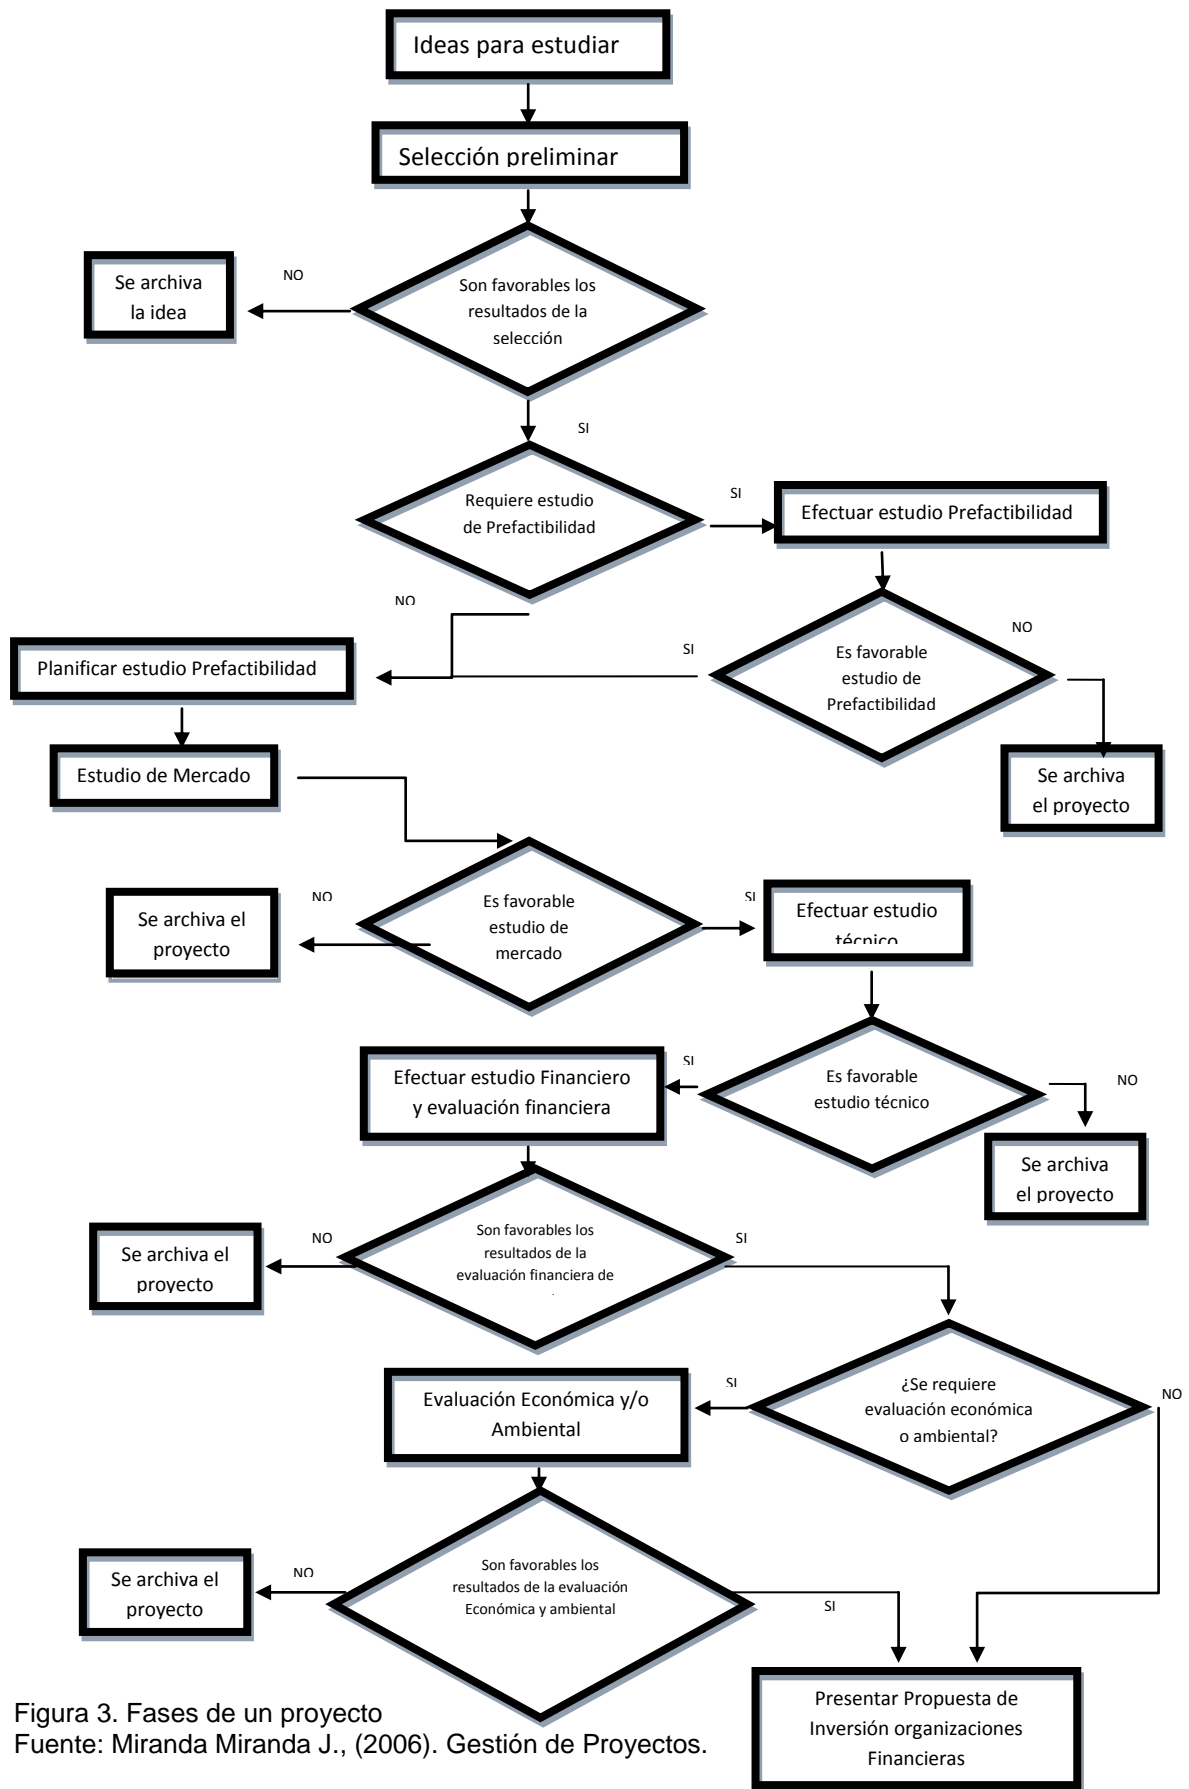 Ideas para estudiar
Selección preliminar
Son favorables los
resultados de la
selección
NO
Se archiva
la idea
SI
Requiere estudio
de Prefactibilidad
SI
Efectuar estudio Prefactibilidad
NO
Es favorable
estudio de
Prefactibilidad
SI
NO
Planificar estudio Prefactibilidad
Se archiva
el proyecto
Estudio de Mercado
Es favorable
estudio de
mercado
NO
Se archiva el
proyecto
SI
Efectuar estudio
técnico
Es favorable
estudio técnico
SI
NO
Efectuar estudio Financiero
y evaluación financiera
Se archiva
el proyecto
Son favorables los
resultados de la
evaluación financiera de
NO
Se archiva el
proyecto
SI
¿Se requiere
evaluación económica
o ambiental?
SI
NO
Evaluación Económica y/o
Ambiental
Son favorables los
resultados de la evaluación
Económica y ambiental
NO
Se archiva el
proyecto
SI
Presentar Propuesta de
Inversión organizaciones
Financieras
Figura 3. Fases de un proyecto
Fuente: Miranda Miranda J., (2006). Gestión de Proyectos.